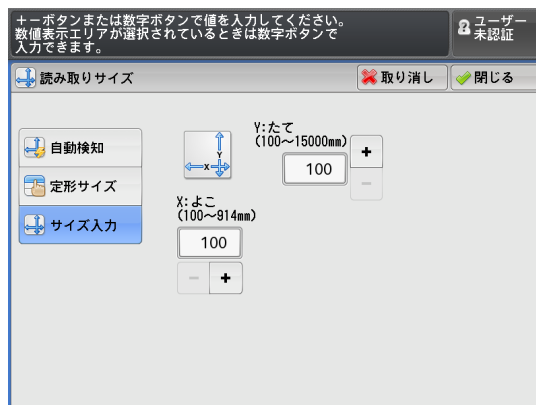 +ーボタンまたは数字ボタンで値を入力してください。
数値表示エリアが選択されているときは数字ボタンで
入力できます。
ユーザー
未認証
読み取りサイズ
取り消し
閉じる
自動検知
定形サイズ
サイズ入力
Y
X
Y:たて
(100〜15000mm)
100
+
−
X:よこ
(100〜914mm)
100
− +